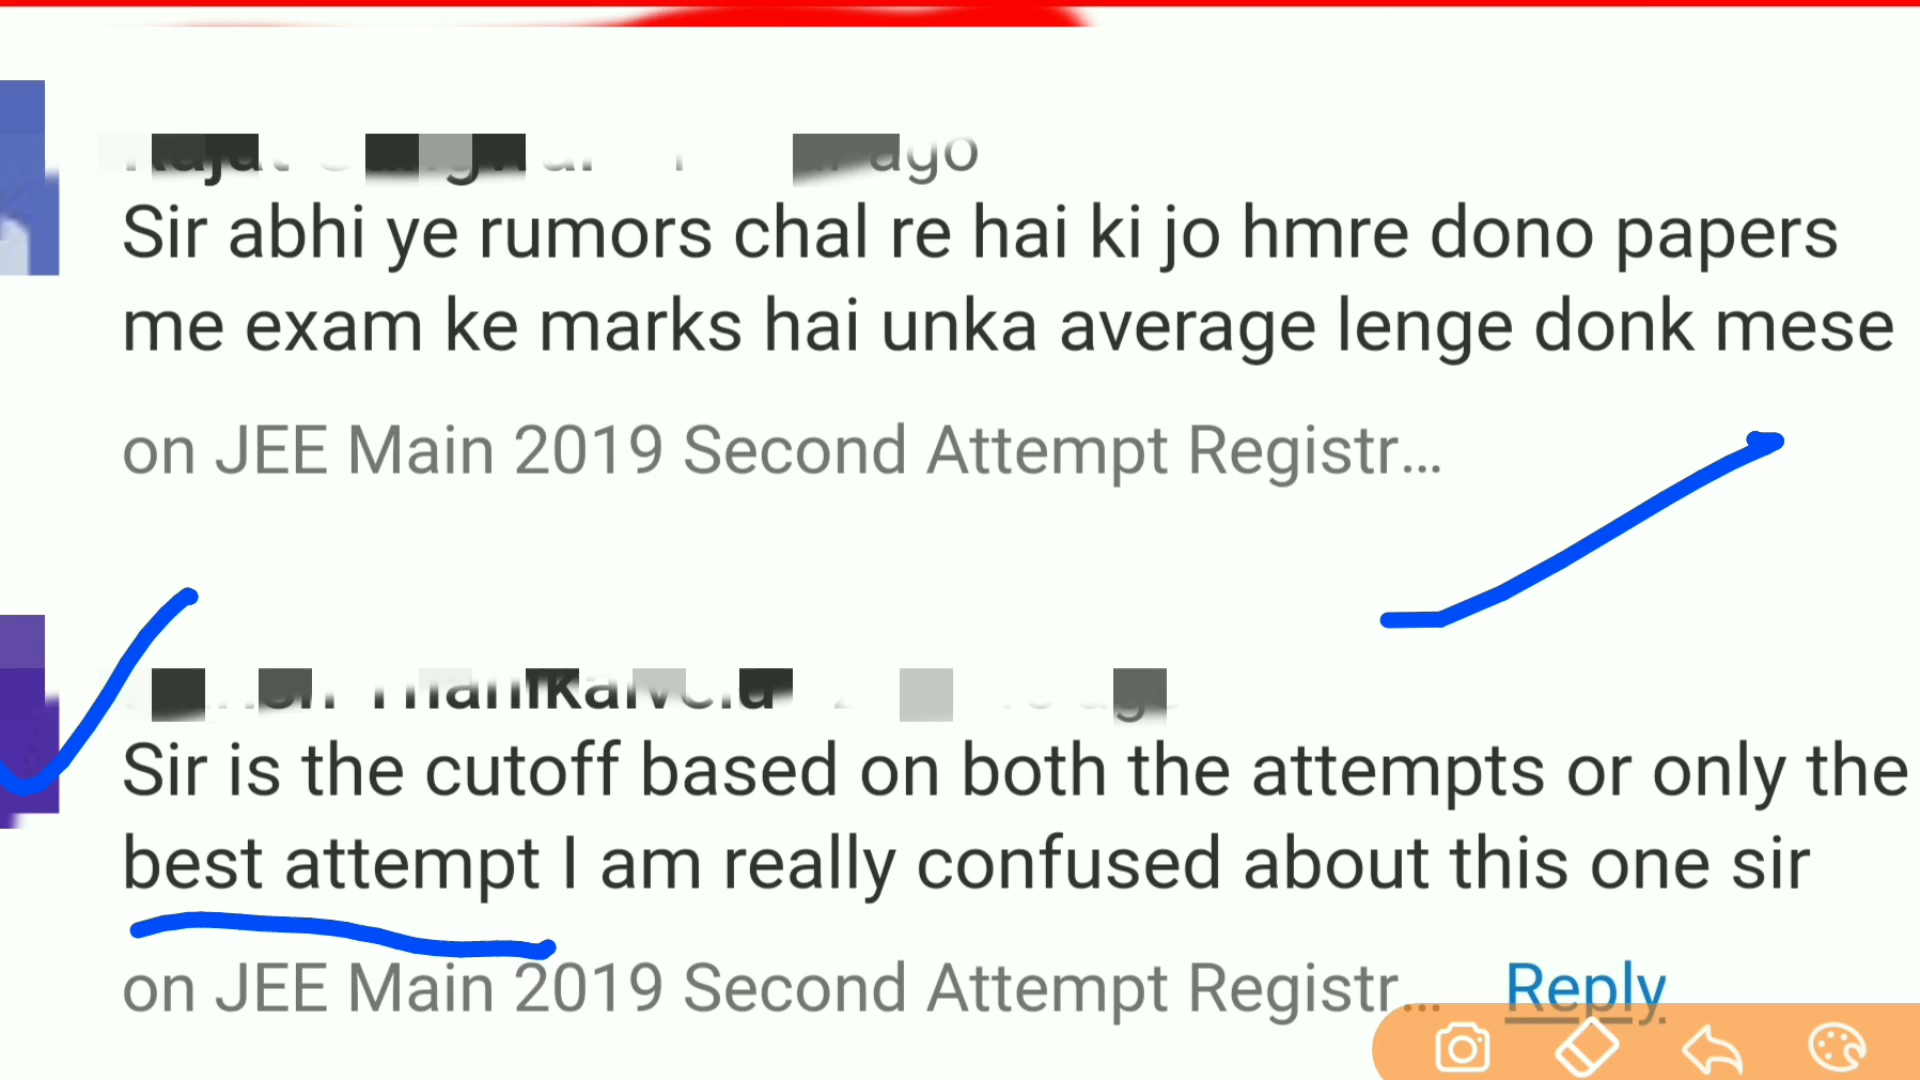 ago
Sir abhi ye rumors chal re hai ki jo hmre dono papers
me exam ke marks hai unka average lenge donk mese
on JEE Main 2019 Second Attempt Registr...
Sir is the cutoff based on both the attempts or only the
best attempt I am really confused about this one sir
on JEE Main 2019 Second Attempt Registr... Reply